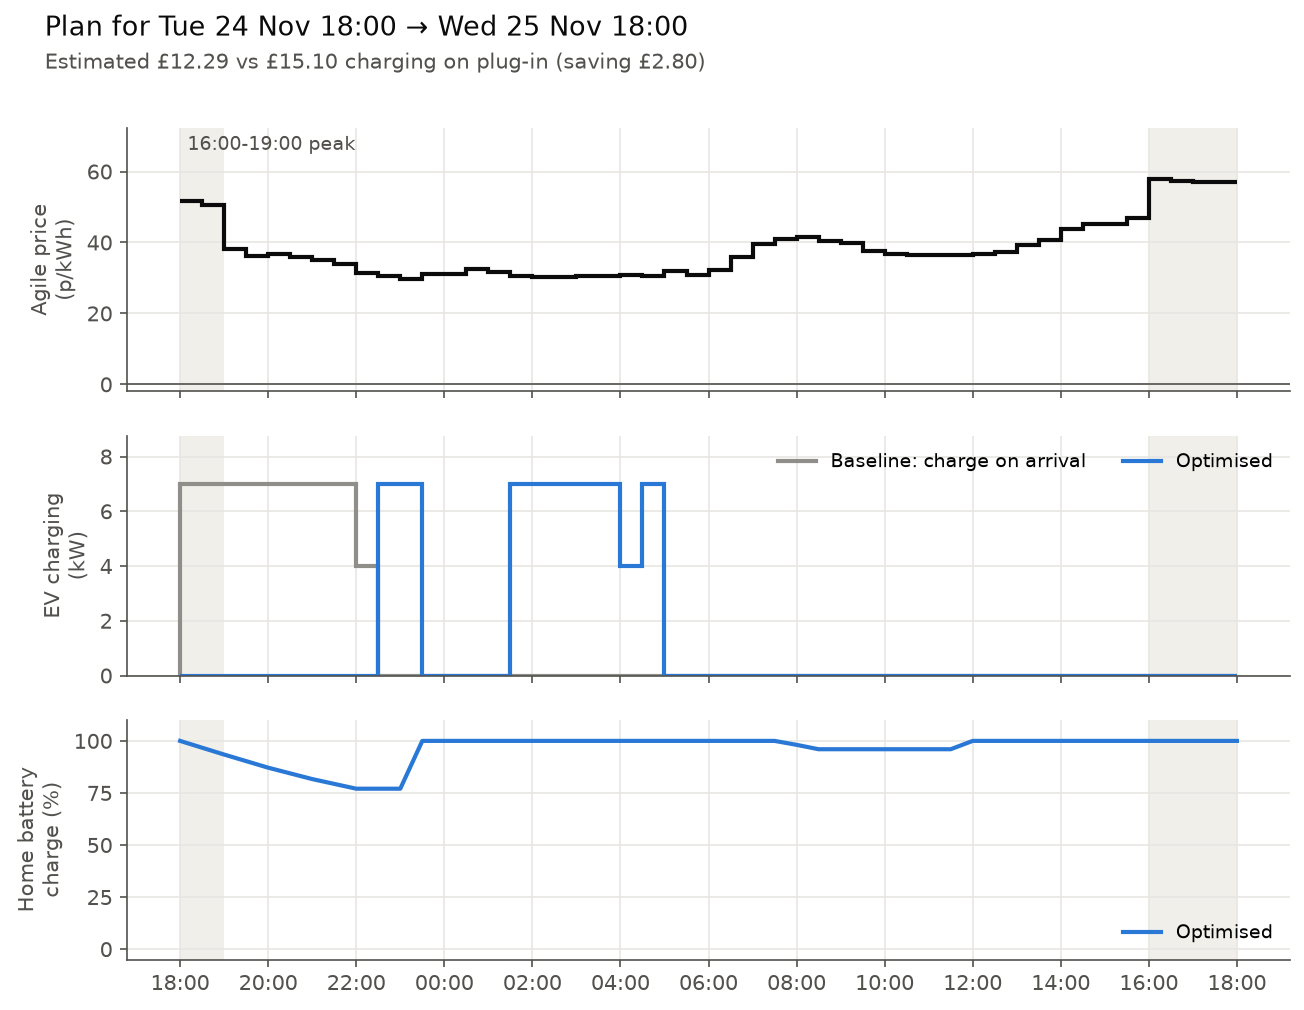 Plan for Tue 24 Nov 18:00 → Wed 25 Nov 18:00
Estimated £12.29 vs £15.10 charging on plug-in (saving £2.80)
16:00-19:00 peak
Agile price
(p/kWh)
60
40
20
0
Baseline: charge on arrival
Optimised
EV charging
(kW)
8
6
4
2
0
Home battery
charge (%)
100
75
50
25
0
Optimised
18:00
20:00
22:00
00:00
02:00
04:00
06:00
08:00
10:00
12:00
14:00
16:00
18:00